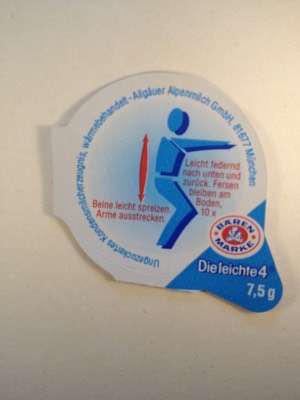 Ungezuckertes Kondensmilcherzeugnis, wärmebehandelt - Allgäuer Alpenmilch GmbH, 81677 München
Leicht federnd
nach unten und
zurück. Fersen
bleiben am
Boden,
10 x
Beine leicht spreizen.
Arme ausstrecken.
BÄREN
MARKE
Die leichte 4
7,5 g